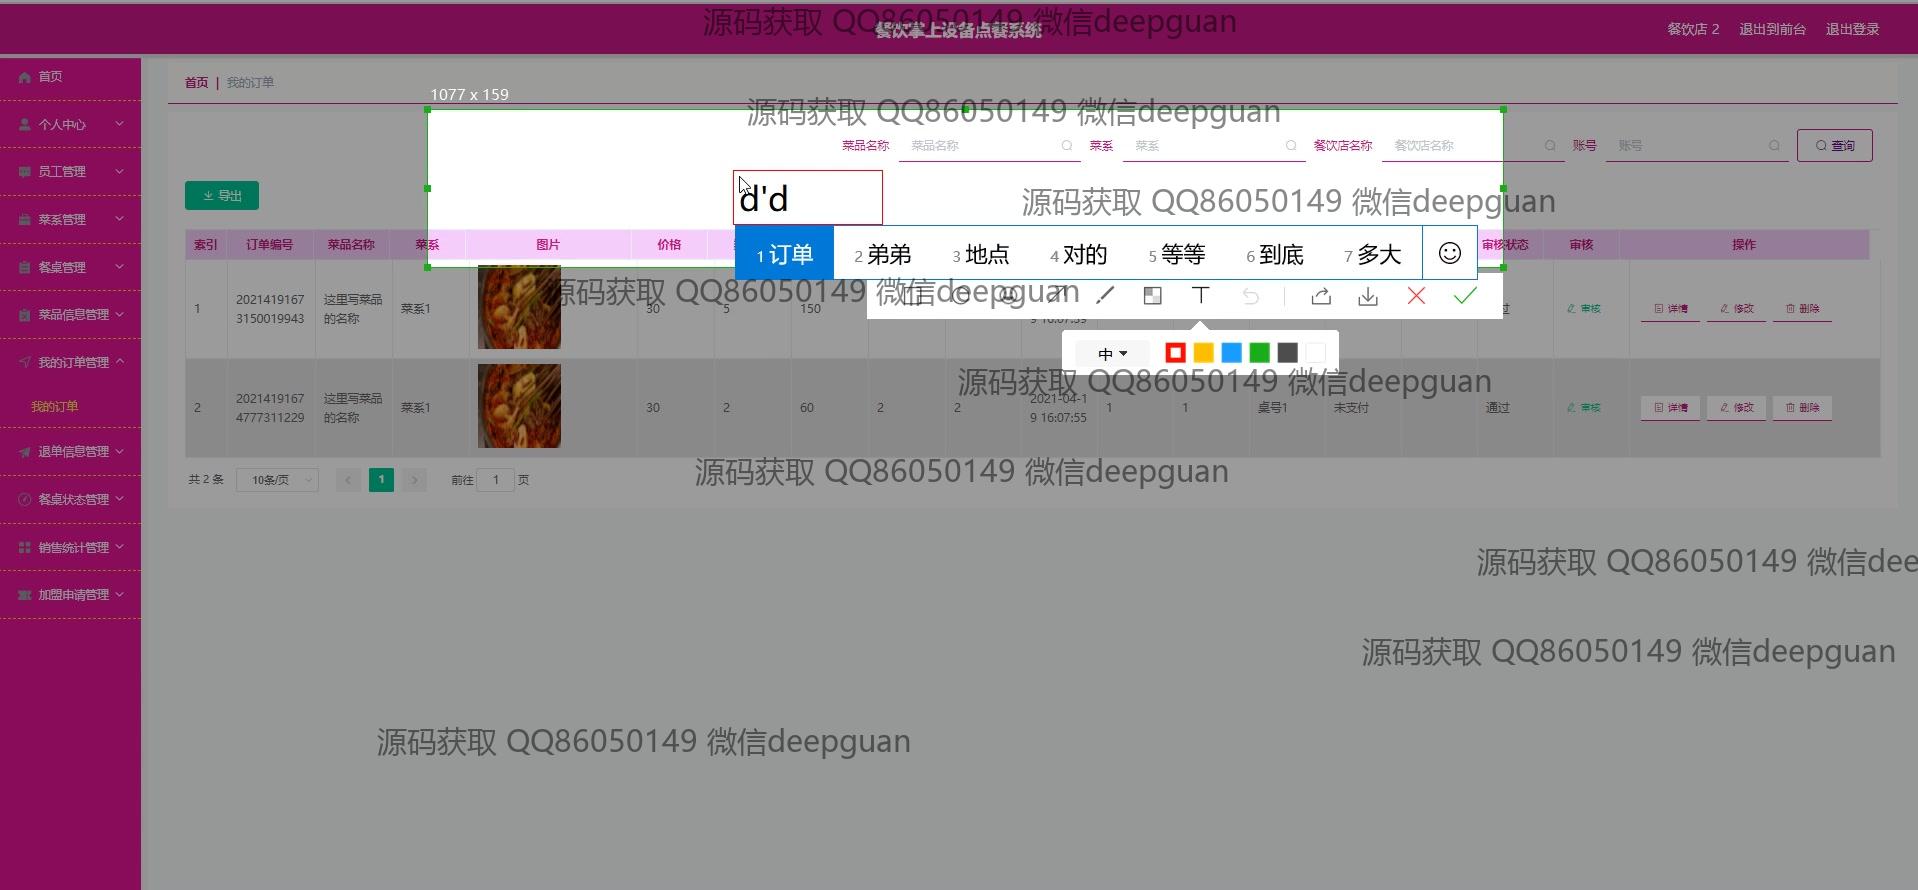 源码获取 QQ86050149 微信deepguan
餐饮掌上设备点餐系统
餐饮店 2 退出到前台 退出登录
首页
个人中心
员工管理
菜系管理
餐桌管理
菜品信息管理
我的订单管理
我的订单
退单信息管理
餐桌状态管理
销售统计管理
加盟申请管理
首页 | 我的订单
1077 x 159
源码获取 QQ86050149 微信deepguan
菜品名称 菜品名称 菜系 菜系 餐饮店名称 餐饮店名称 账号 账号 查询
导出
d'd
源码获取 QQ86050149 微信deepguan
1 订单 2 弟弟 3 地点 4 对的 5 等等 6 到底 7 多大
索引 订单编号 菜品名称 菜系 图片 价格 审核状态 审核 操作
源码获取 QQ86050149 微信deepguan
1 2021419167 3150019943 这里写菜品的名称 菜系1 30 5 150 审核 详情 修改 删除
中
源码获取 QQ86050149 微信deepguan
2 2021419167 4777311229 这里写菜品的名称 菜系1 30 2 60 2 2 2021-04-19 16:07:55 1 1 桌号1 未支付 通过 审核 详情 修改 删除
共 2 条 10条/页 1 前往 1 页
源码获取 QQ86050149 微信deepguan
源码获取 QQ86050149 微信dee
源码获取 QQ86050149 微信deepguan
源码获取 QQ86050149 微信deepguan